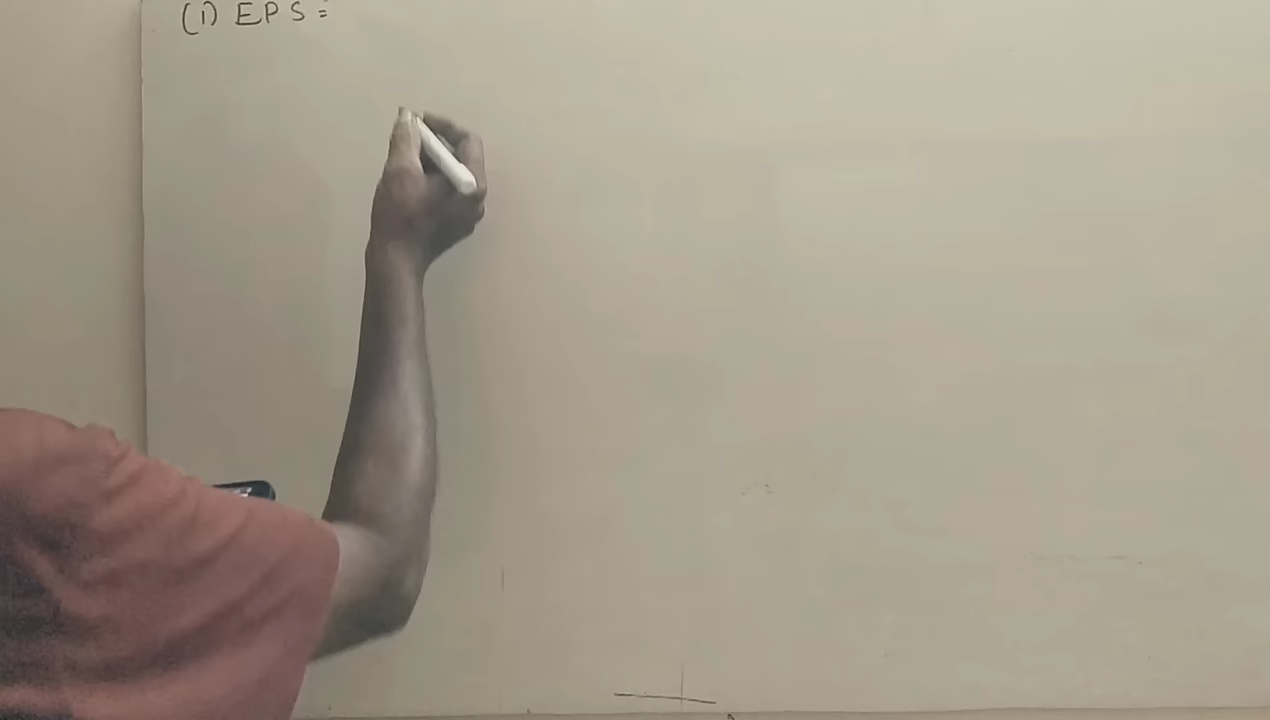 (1) EPS =